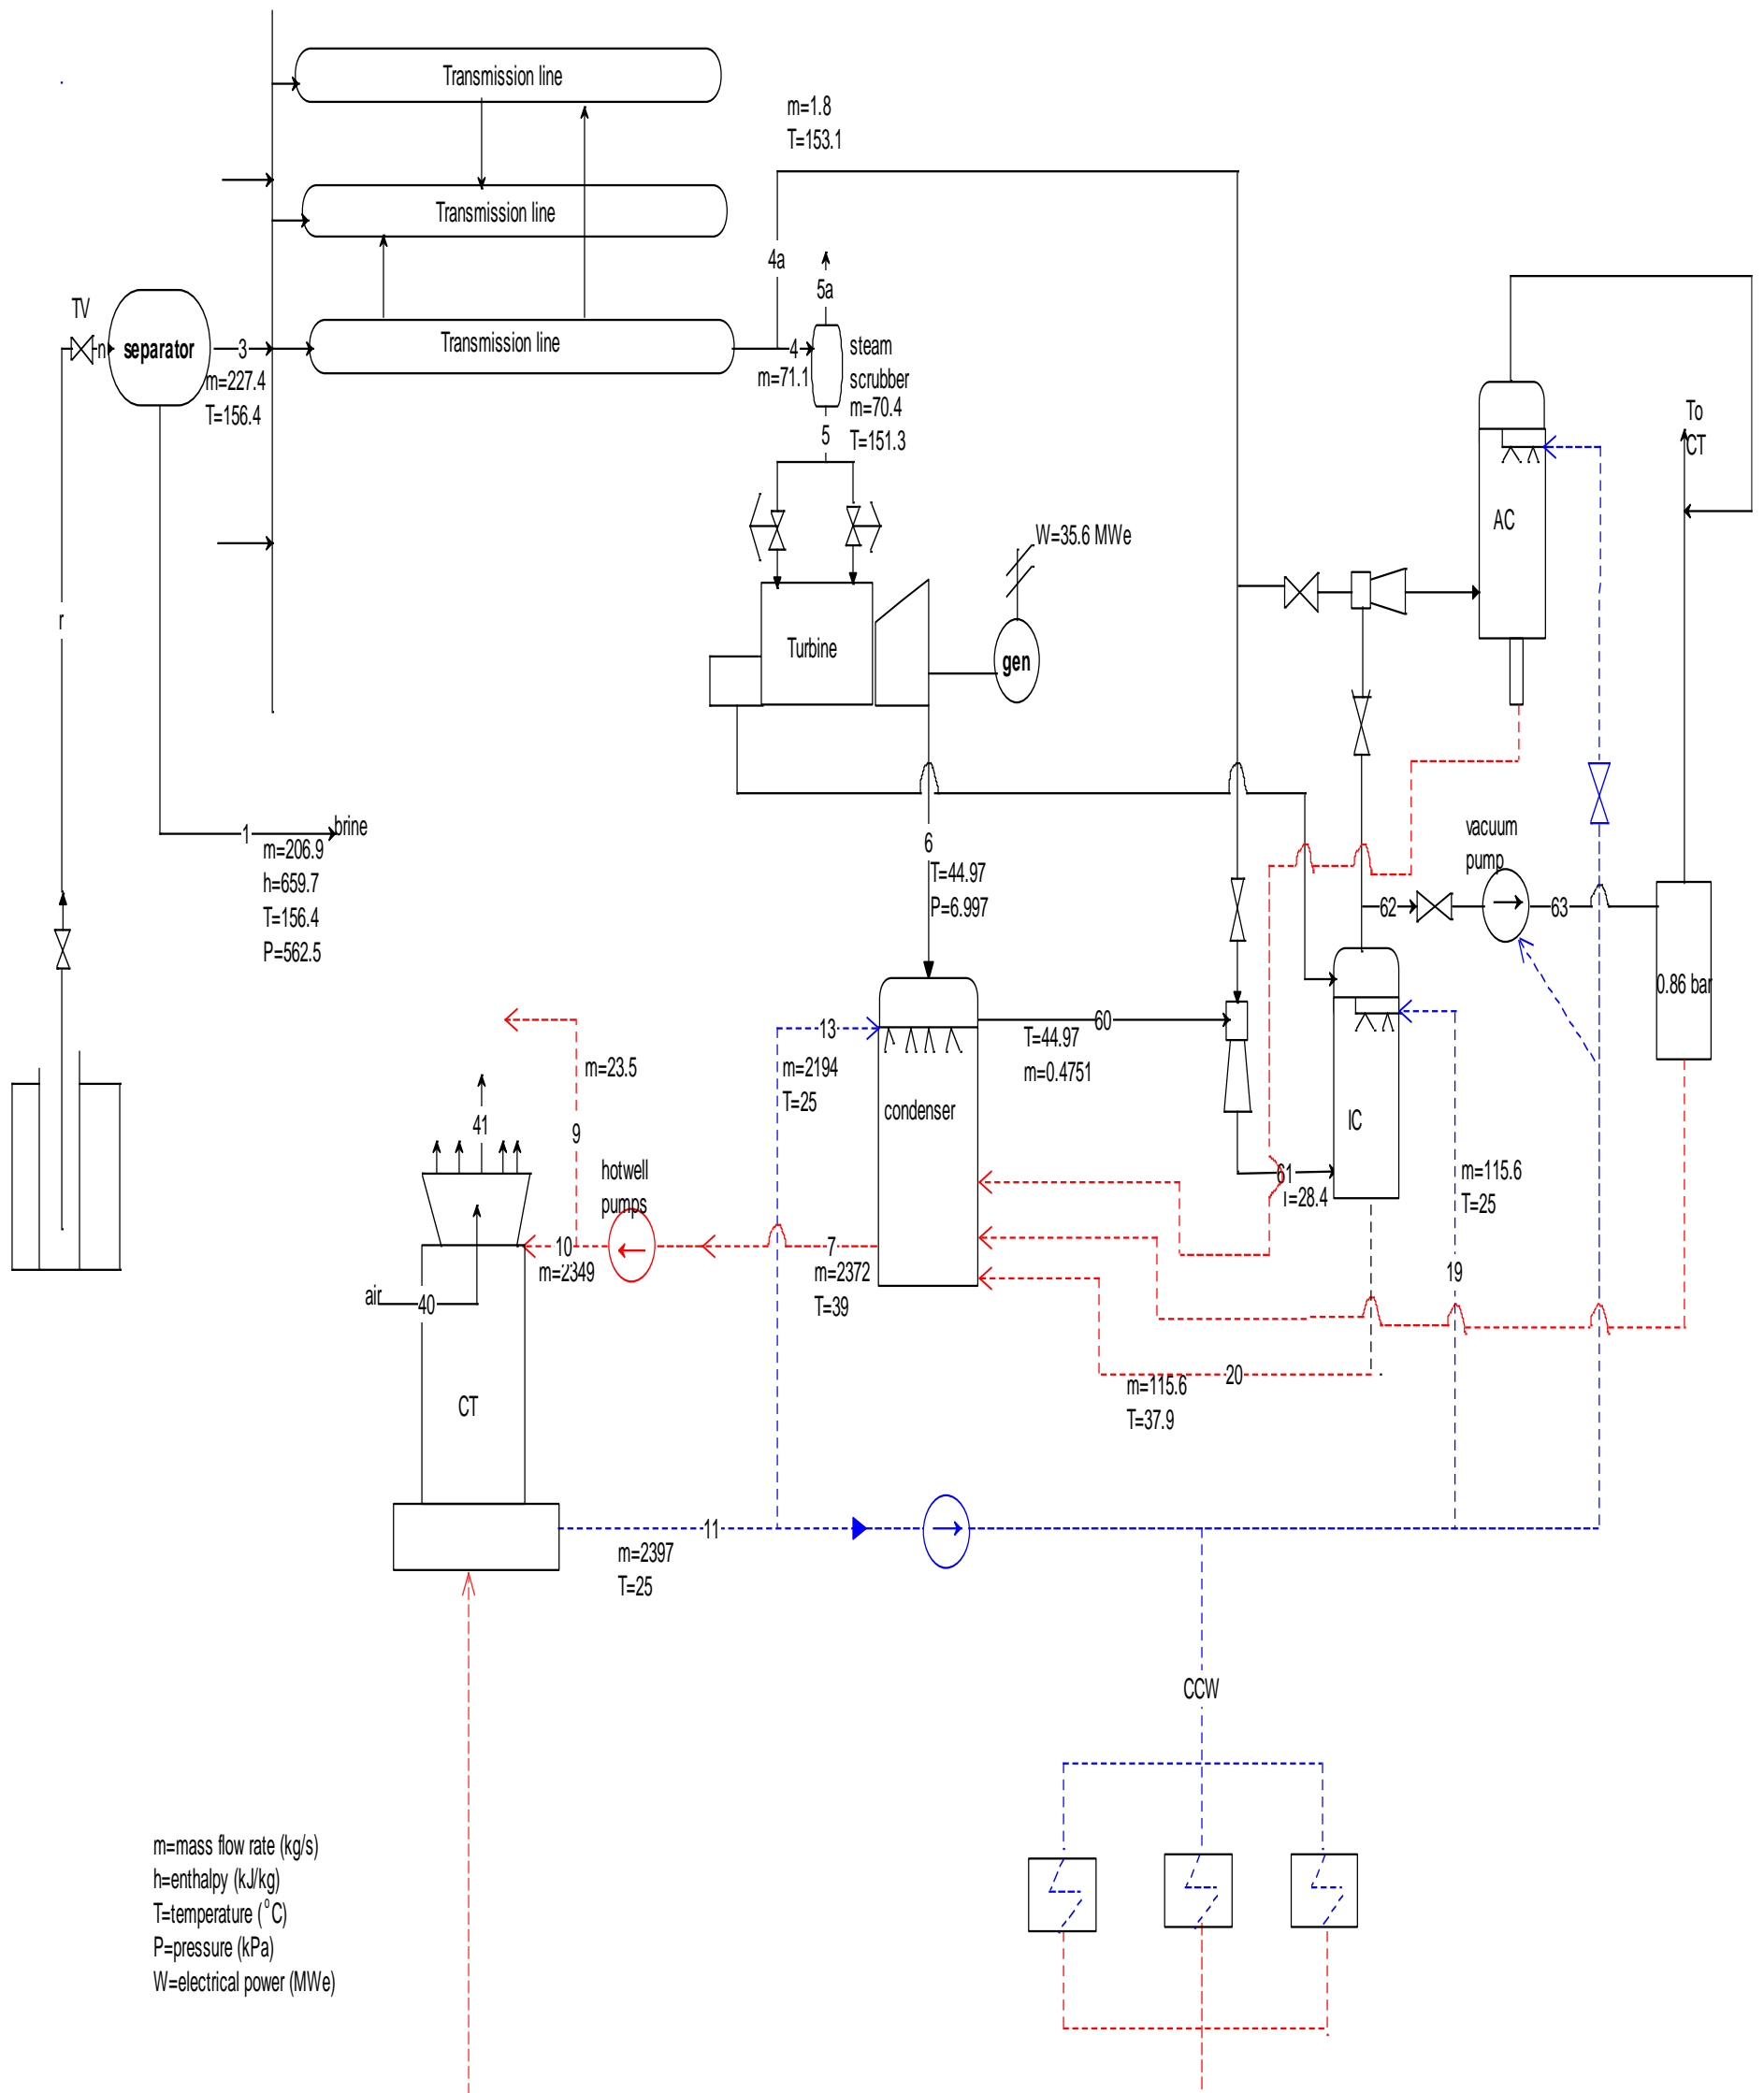 Transmission line
m=1.8
T=153.1
Transmission line
4a
5a
TV
n
separator
3
m=227.4
T=156.4
Transmission line
4
m=71.1
steam
scrubber
m=70.4
T=151.3
5
To
CT
AC
W=35.6 MWe
r
Turbine
gen
1
brine
m=206.9
h=659.7
T=156.4
P=562.5
6
T=44.97
P=6.997
vacuum
pump
62
63
0.86 bar
13
m=2194
T=25
60
T=44.97
m=0.4751
condenser
IC
m=23.5
9
41
hotwell
pumps
61
T=28.4
m=115.6
T=25
10
m=2349
7
m=2372
T=39
19
air
40
20
m=115.6
T=37.9
CT
11
m=2397
T=25
CCW
m=mass flow rate (kg/s)
h=enthalpy (kJ/kg)
T=temperature (°C)
P=pressure (kPa)
W=electrical power (MWe)